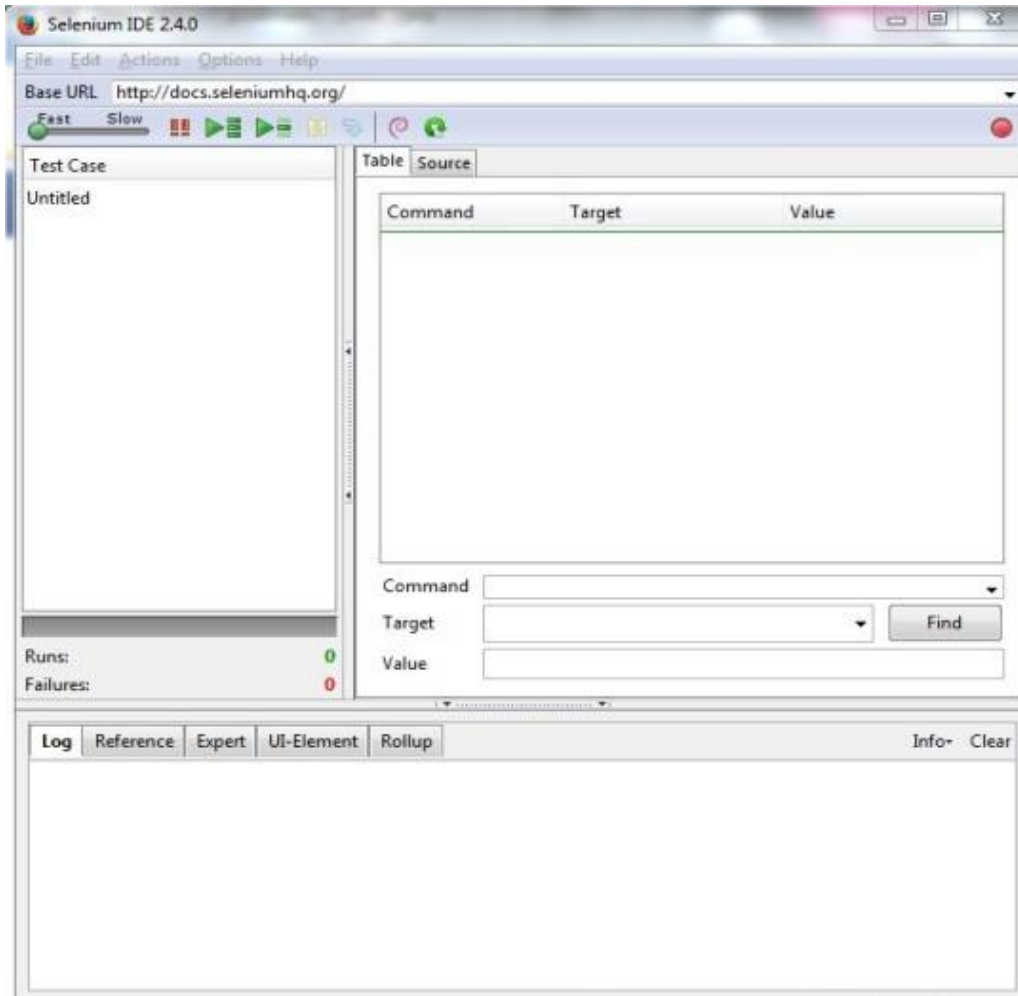 Selenium IDE 2.4.0
File Edit Actions Options Help
Base URL http://docs.seleniumhq.org/
Fast Slow
Test Case
Untitled
Table Source
Command Target Value
Command
Target Find
Value
Runs: 0
Failures: 0
Log Reference Expert UI-Element Rollup Info Clear